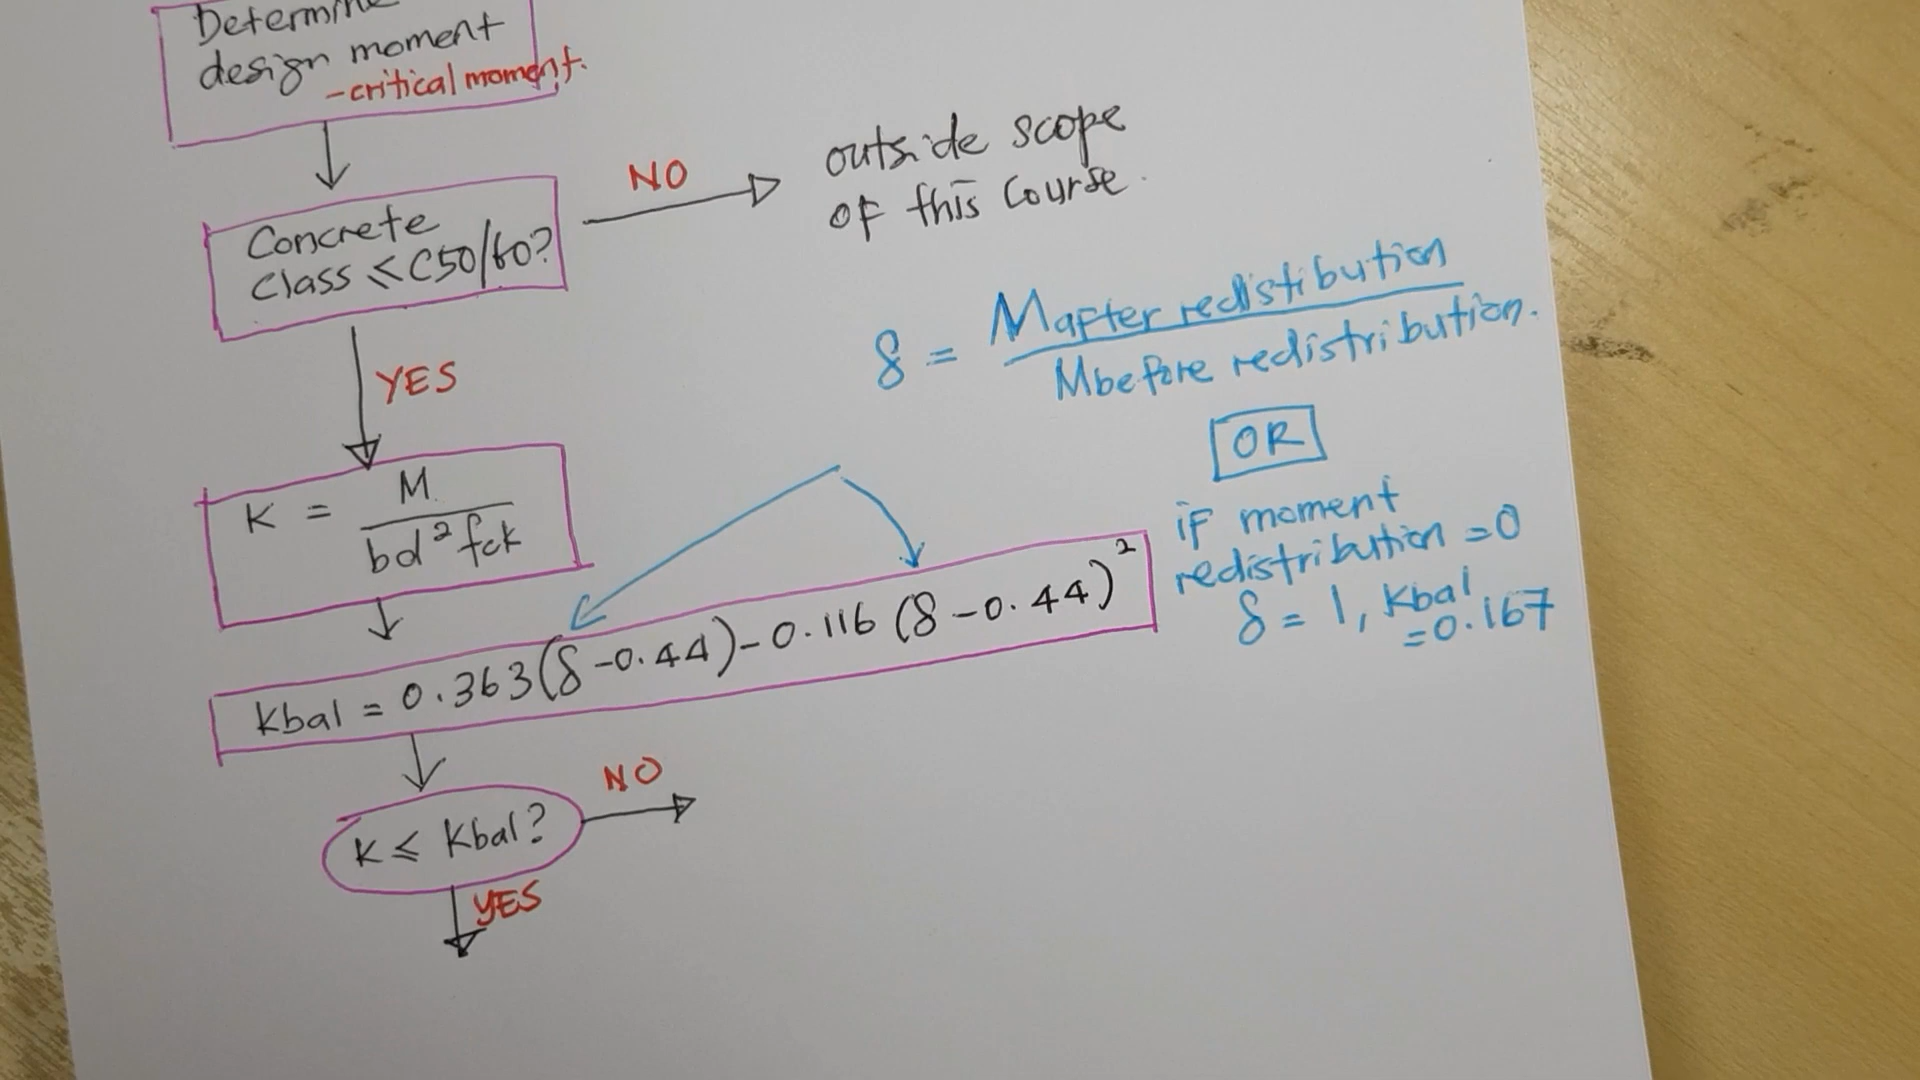 Determine
design moment
-critical moment.
Concrete
class ≤ C50/60?
NO
outside scope
of this course.
YES
δ = Mafter redistibution / Mbefore redistribution.
OR
if moment
redistribution = 0
δ = 1, Kbal
= 0.167
K = M / bd² fck
Kbal = 0.363(δ - 0.44) - 0.116 (δ - 0.44)²
K ≤ Kbal?
NO
YES